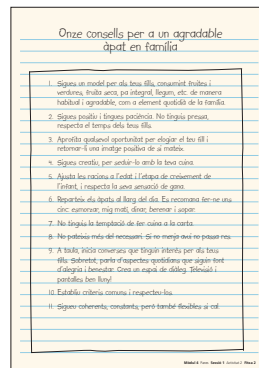 Onze consells per a un agradable
àpat en família
1. Sigues un model per als teus fills, consumint fruites i
verdures, fruita seca, pa integral, llegum, etc. de manera
habitual i agradable, com a element quotidià de la família.
2. Sigues positiu i tingues paciència. No tinguis pressa,
respecta el temps dels teus fills.
3. Aprofita qualsevol oportunitat per elogiar el teu fill i
retornar-li una imatge positiva de si mateix.
4. Sigues creatiu, per seduir-lo amb la teva cuina.
5. Ajusta les racions a l'edat i l'etapa de creixement de
l'infant, i respecta la seva sensació de gana.
6. Reparteix els àpats al llarg del dia. Es recomana fer-ne uns
cinc: esmorzar, mig matí, dinar, berenar i sopar.
7. No tinguis la temptació de fer cuina a la carta.
8. No pateixis més del necessari. Si no menja avui no passa res.
9. A taula, inicia converses que tinguin interès per als teus
fills. Sobretot, parla d'aspectes quotidians que siguin font
d'alegria i benestar. Crea un espai de diàleg. Televisió i
pantalles ben lluny!
10. Establiu criteris comuns i respecteu-los.
11. Sigueu coherents, constants, però també flexibles si cal.